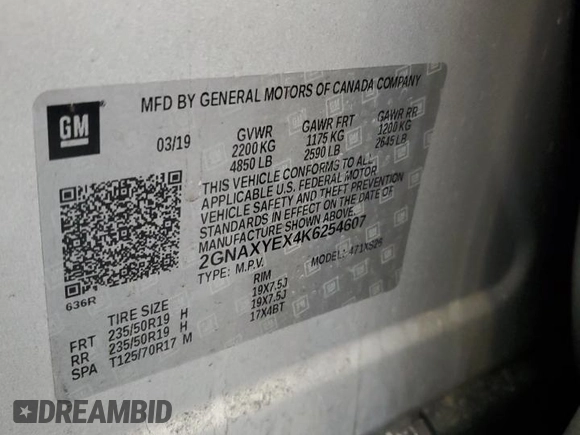 GM
MFD BY GENERAL MOTORS OF CANADA COMPANY
03/19 GVWR GAWR FRT GAWR RR
2200 KG 1175 KG 1200 KG
4850 LB 2590 LB 2645 LB
THIS VEHICLE CONFORMS TO ALL
APPLICABLE U.S. FEDERAL MOTOR
VEHICLE SAFETY AND THEFT PREVENTION
STANDARDS IN EFFECT ON THE DATE OF
MANUFACTURE SHOWN ABOVE.
2GNAXYEX4K6254607
TYPE: M.P.V. MODEL: 471XS26
636R
TIRE SIZE RIM
FRT 235/50R19 H 19X7.5J
RR 235/50R19 H 19X7.5J
SPA T125/70R17 M 17X4BT
DREAMBID